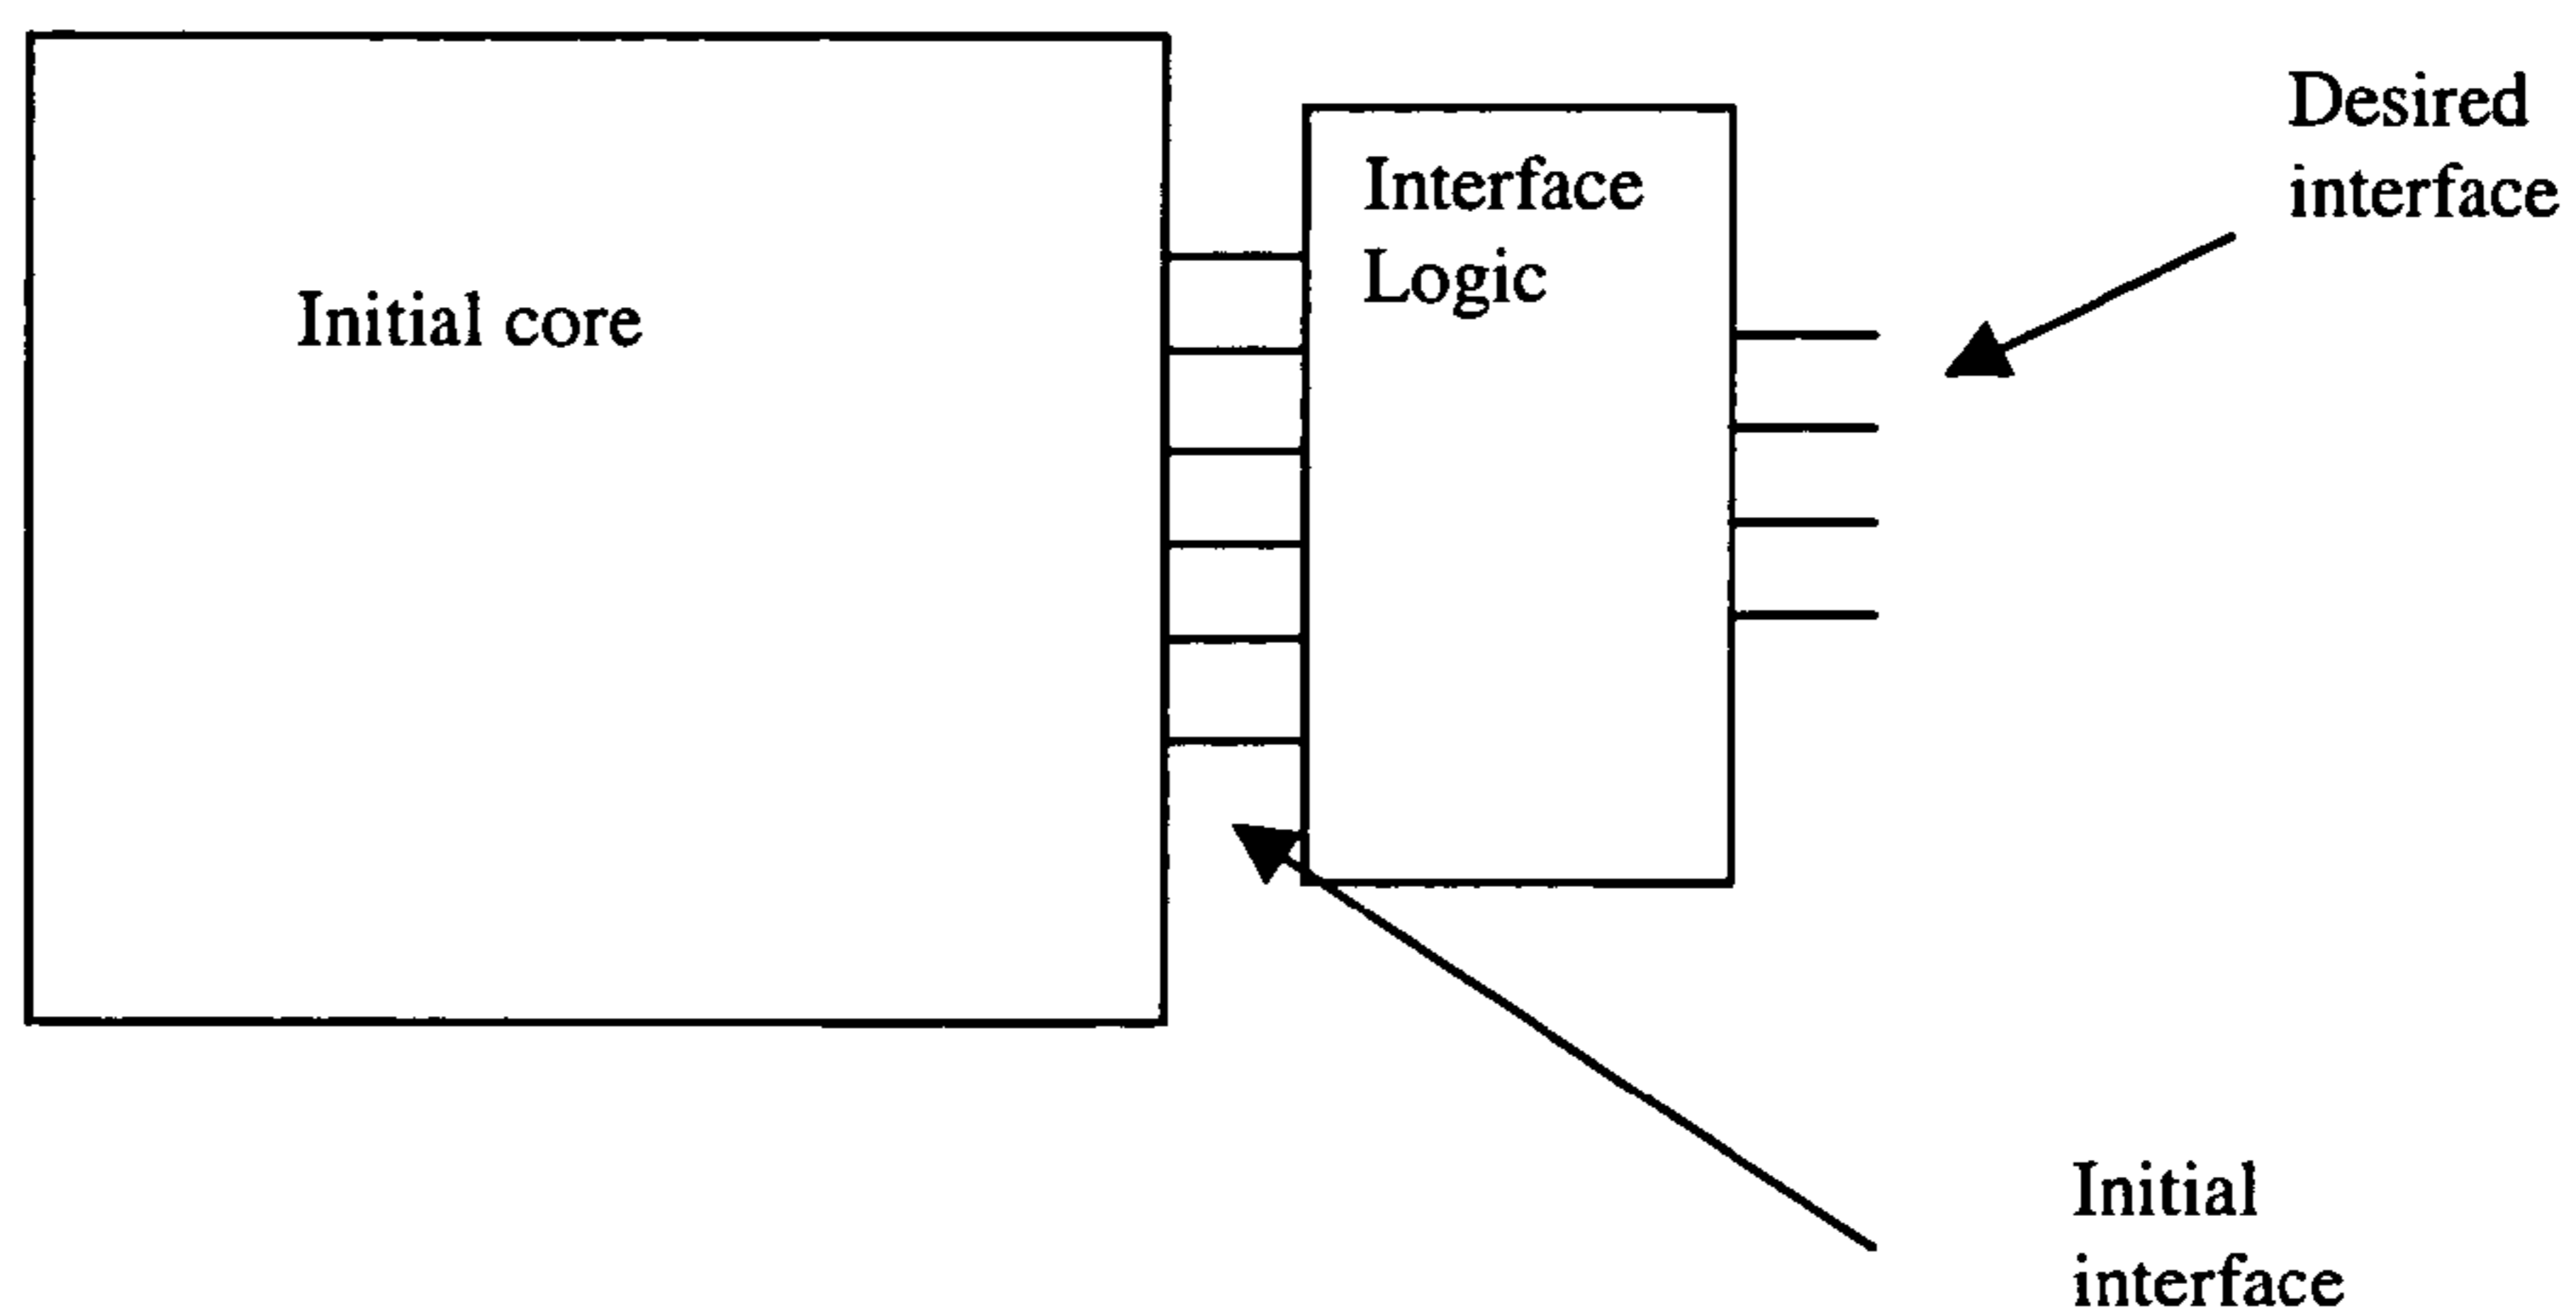 Initial core
Interface
Logic
Desired
interface
Initial
interface